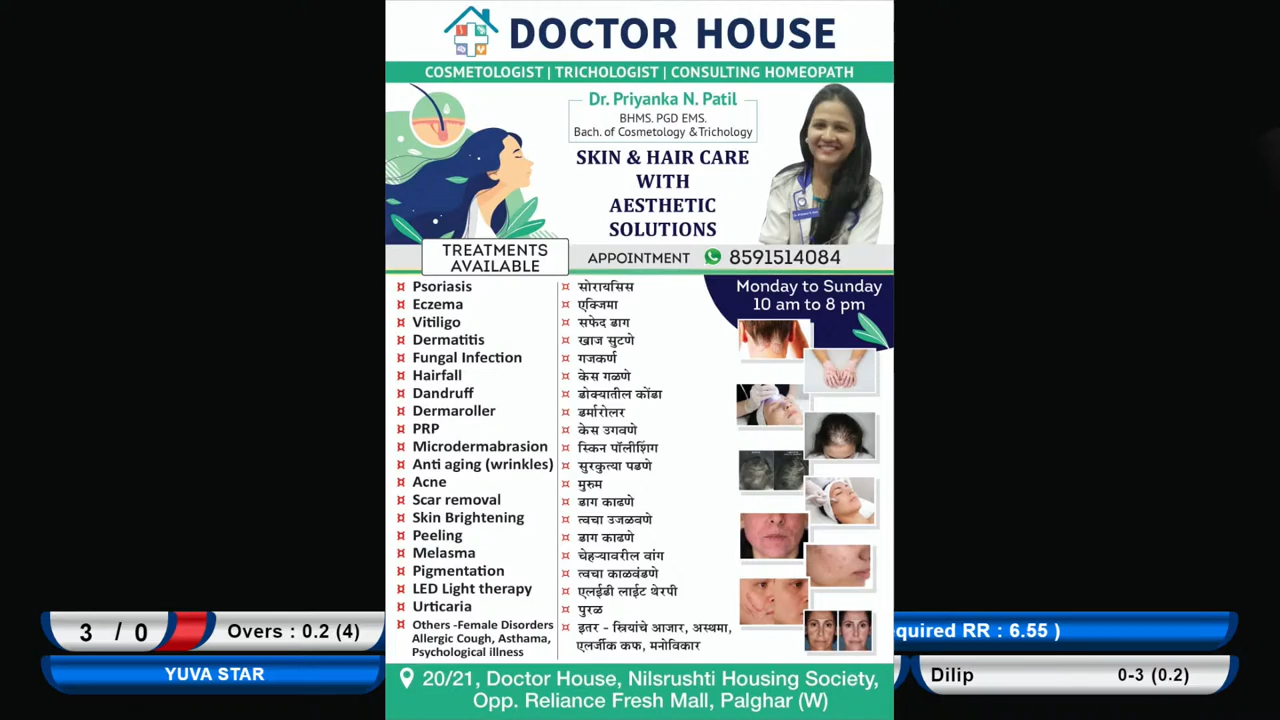 DOCTOR HOUSE
COSMETOLOGIST | TRICHOLOGIST | CONSULTING HOMEOPATH
Dr. Priyanka N. Patil
BHMS. PGD EMS.
Bach. of Cosmetology & Trichology
SKIN & HAIR CARE
WITH
AESTHETIC
SOLUTIONS
TREATMENTS
AVAILABLE
APPOINTMENT 8591514084
Monday to Sunday
10 am to 8 pm
¤ Psoriasis
¤ Eczema
¤ Vitiligo
¤ Dermatitis
¤ Fungal Infection
¤ Hairfall
¤ Dandruff
¤ Dermaroller
¤ PRP
¤ Microdermabrasion
¤ Anti aging (wrinkles)
¤ Acne
¤ Scar removal
¤ Skin Brightening
¤ Peeling
¤ Melasma
¤ Pigmentation
¤ LED Light therapy
¤ Urticaria
¤ Others -Female Disorders
Allergic Cough, Asthama,
Psychological illness
¤ सोरायसिस
¤ एक्जिमा
¤ सफेद डाग
¤ खाज सुटणे
¤ गजकर्ण
¤ केस गळणे
¤ डोक्यातील कोंडा
¤ डर्मारोलर
¤ केस उगवणे
¤ स्किन पॉलीशिंग
¤ सुरकुत्या पडणे
¤ मुरुम
¤ डाग काढणे
¤ त्वचा उजळवणे
¤ डाग काढणे
¤ चेहऱ्यावरील वांग
¤ त्वचा काळवंडणे
¤ एलईडी लाईट थेरपी
¤ पुरळ
¤ इतर - स्त्रियांचे आजार, अस्थमा,
एलर्जीक कफ, मनोविकार
20/21, Doctor House, Nilsrushti Housing Society,
Opp. Reliance Fresh Mall, Palghar (W)
3 / 0 Overs : 0.2 (4)
equired RR : 6.55 )
YUVA STAR
Dilip 0-3 (0.2)